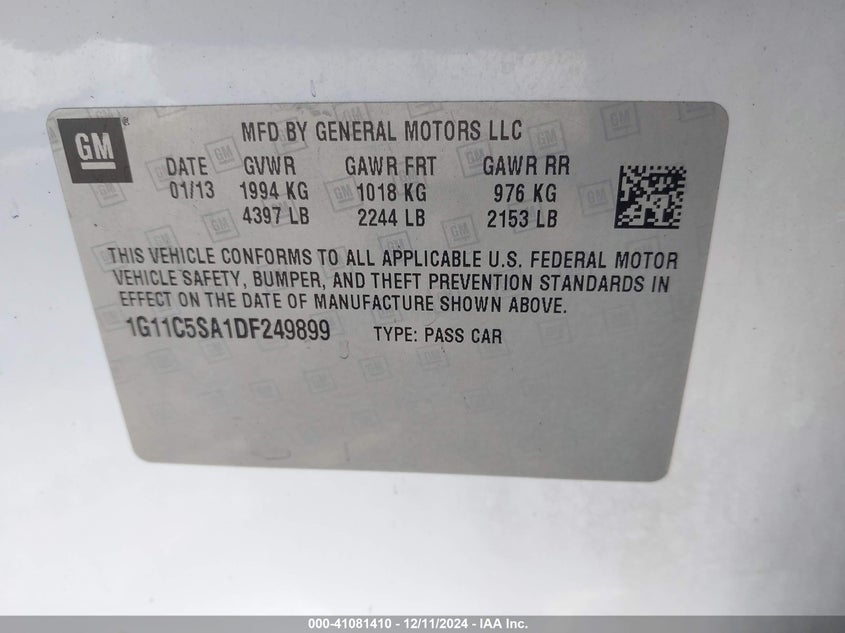 GM
MFD BY GENERAL MOTORS LLC
DATE GVWR GAWR FRT GAWR RR
01/13 1994 KG 1018 KG 976 KG
4397 LB 2244 LB 2153 LB
THIS VEHICLE CONFORMS TO ALL APPLICABLE U.S. FEDERAL MOTOR
VEHICLE SAFETY, BUMPER, AND THEFT PREVENTION STANDARDS IN
EFFECT ON THE DATE OF MANUFACTURE SHOWN ABOVE.
1G11C5SA1DF249899 TYPE: PASS CAR
000-41081410 - 12/11/2024 - IAA Inc.